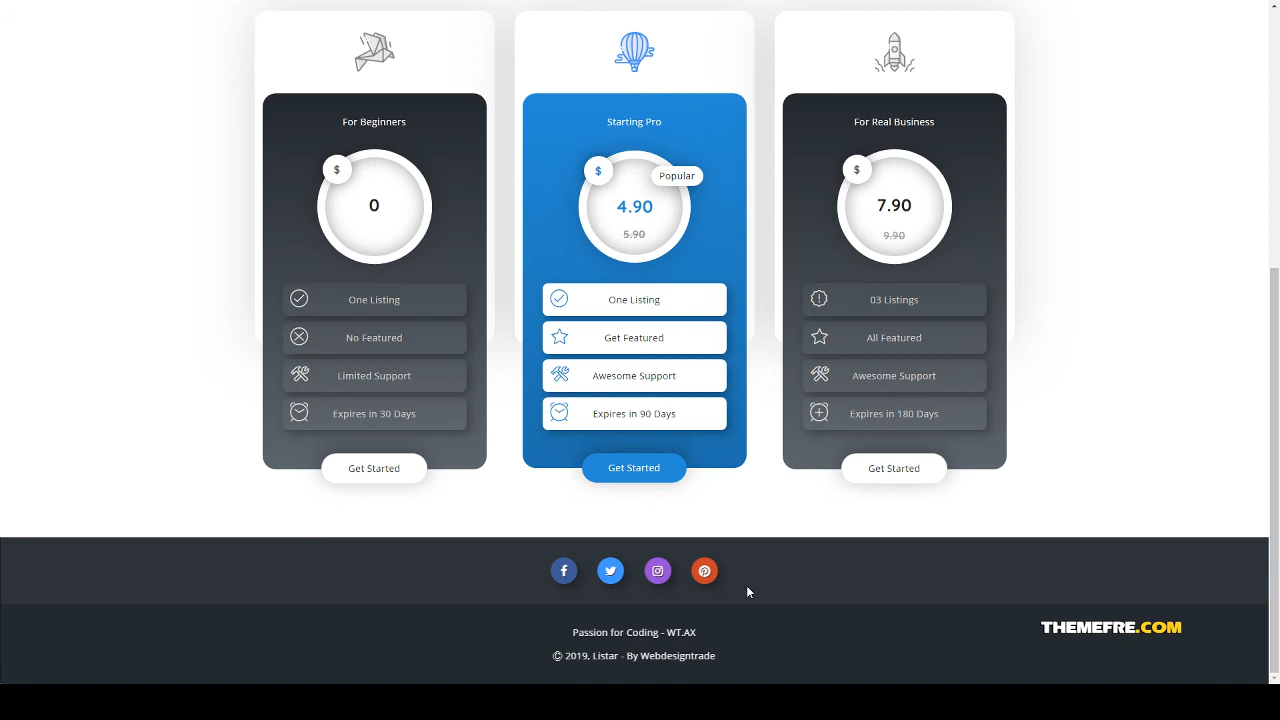 For Beginners
$
0
One Listing
No Featured
Limited Support
Expires in 30 Days
Get Started
Starting Pro
$
Popular
4.90
5.90
One Listing
Get Featured
Awesome Support
Expires in 90 Days
Get Started
For Real Business
$
7.90
9.90
03 Listings
All Featured
Awesome Support
Expires in 180 Days
Get Started
Passion for Coding - WT.AX
© 2019, Listar - By Webdesigntrade
THEMEFRE.COM